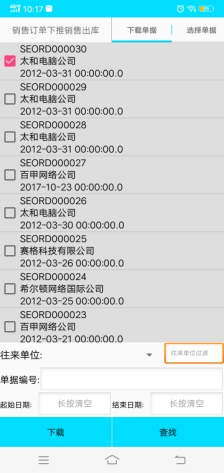 10:17
销售订单下推销售出库
下载单据
选择单据
SEORD000030
太和电脑公司
2012-03-31 00:00:00.0
SEORD000029
太和电脑公司
2012-03-31 00:00:00.0
SEORD000028
太和电脑公司
2012-03-31 00:00:00.0
SEORD000027
百甲网络公司
2017-10-23 00:00:00.0
SEORD000026
太和电脑公司
2012-03-30 00:00:00.0
SEORD000025
赛格科技有限公司
2012-03-26 00:00:00.0
SEORD000024
希尔顿网络国际公司
2012-03-25 00:00:00.0
SEORD000023
百甲网络公司
2012-03-21 00:00:00.0
往来单位:
往来单位过滤
单据编号:
起始日期: 长按清空 结束日期: 长按清空
下载
查找